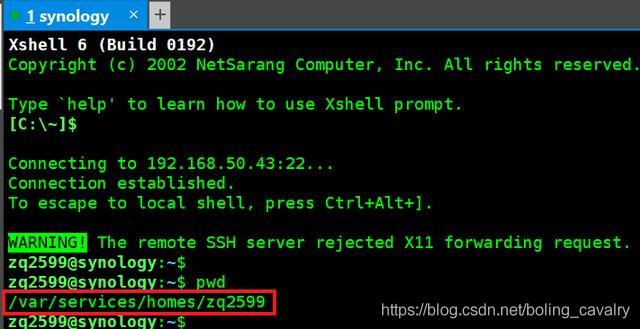 1 synology × +
Xshell 6 (Build 0192)
Copyright (c) 2002 NetSarang Computer, Inc. All rights reserved.
Type `help' to learn how to use Xshell prompt.
[C:\~]$
Connecting to 192.168.50.43:22...
Connection established.
To escape to local shell, press Ctrl+Alt+].
WARNING! The remote SSH server rejected X11 forwarding request.
zq2599@synology:~$
zq2599@synology:~$ pwd
/var/services/homes/zq2599
zq2599@synology:~$
https://blog.csdn.net/boling_cavalry